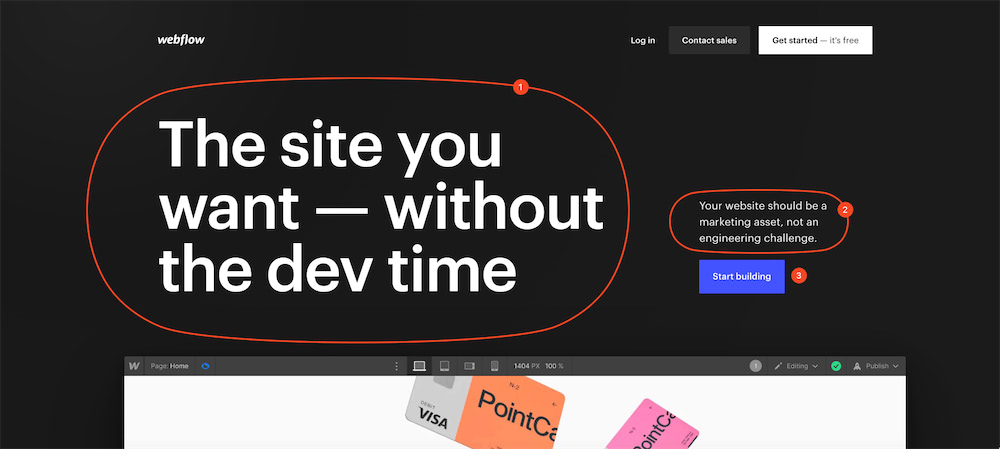 webflow
Log in
Contact sales
Get started — it's free
1
The site you
want — without
the dev time
2
Your website should be a
marketing asset, not an
engineering challenge.
Start building
3
W
Page: Home
1404 PX 100 %
1
Editing
Publish
DEBIT
VISA
N-3
PointCa
PointCa